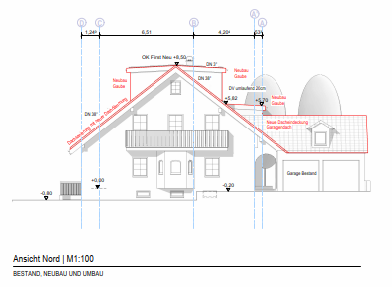 D
C
B
A'
A
1,24⁵
6,51
4,20⁵
OK First Neu +8,50
DN 3°
Neubau
Gaube
Neubau
Gaube
DN 38°
DV umlaufend 20cm
+5,62
Neubau
Gaube
DN 38°
Neue Dacheindeckung
Garagendach
Garage Bestand
+0,00
-0,20
-0,80
Ansicht Nord | M1:100
BESTAND, NEUBAU UND UMBAU